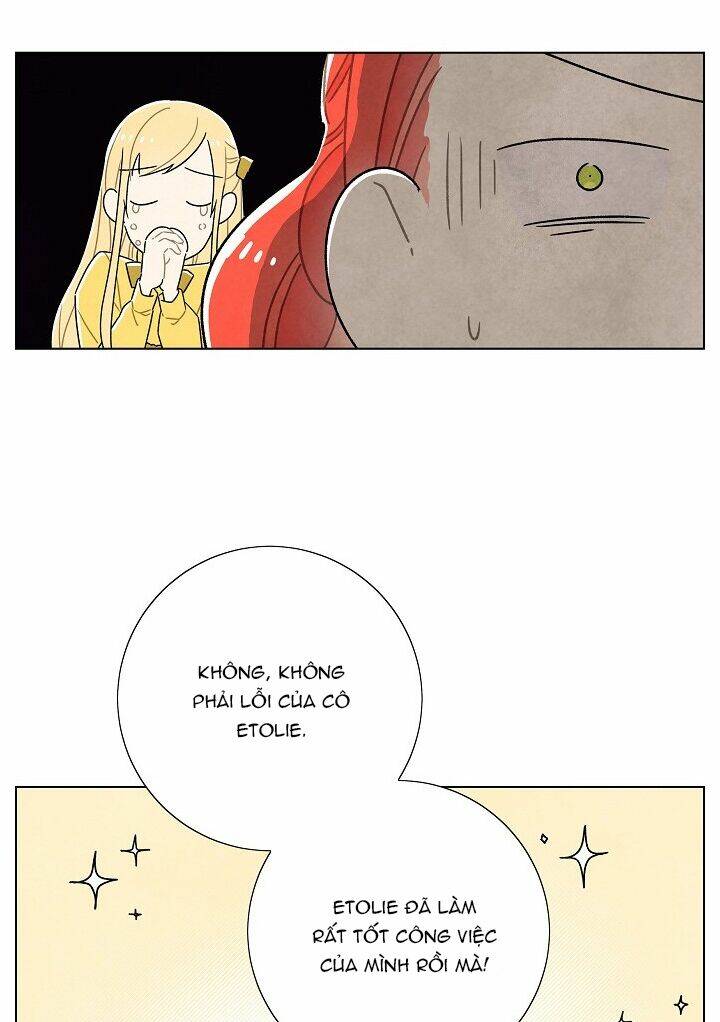 KHÔNG, KHÔNG
PHẢI LỖI CỦA CÔ
ETOLIE.
ETOLIE ĐÃ LÀM
RẤT TỐT CÔNG VIỆC
CỦA MÌNH RỒI MÀ!